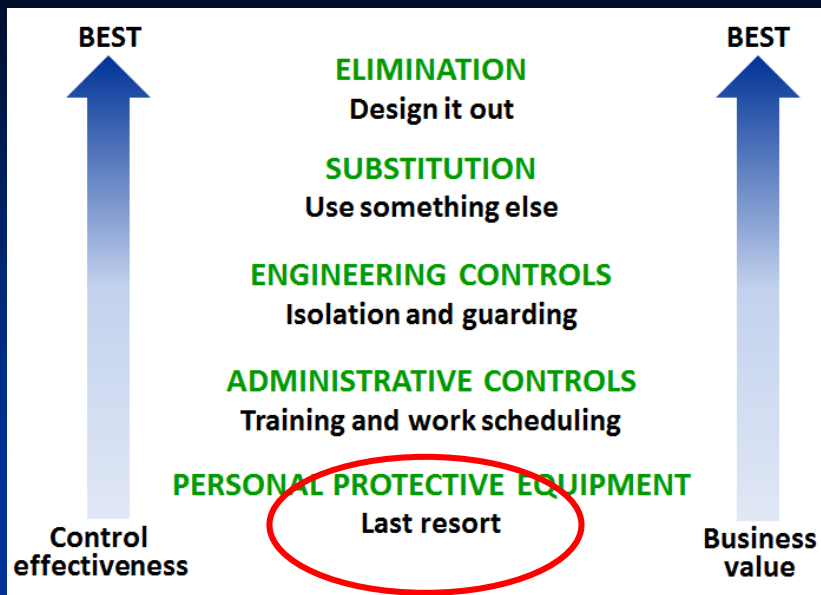 BEST
BEST
ELIMINATION
Design it out
SUBSTITUTION
Use something else
ENGINEERING CONTROLS
Isolation and guarding
ADMINISTRATIVE CONTROLS
Training and work scheduling
PERSONAL PROTECTIVE EQUIPMENT
Last resort
Control
effectiveness
Business
value